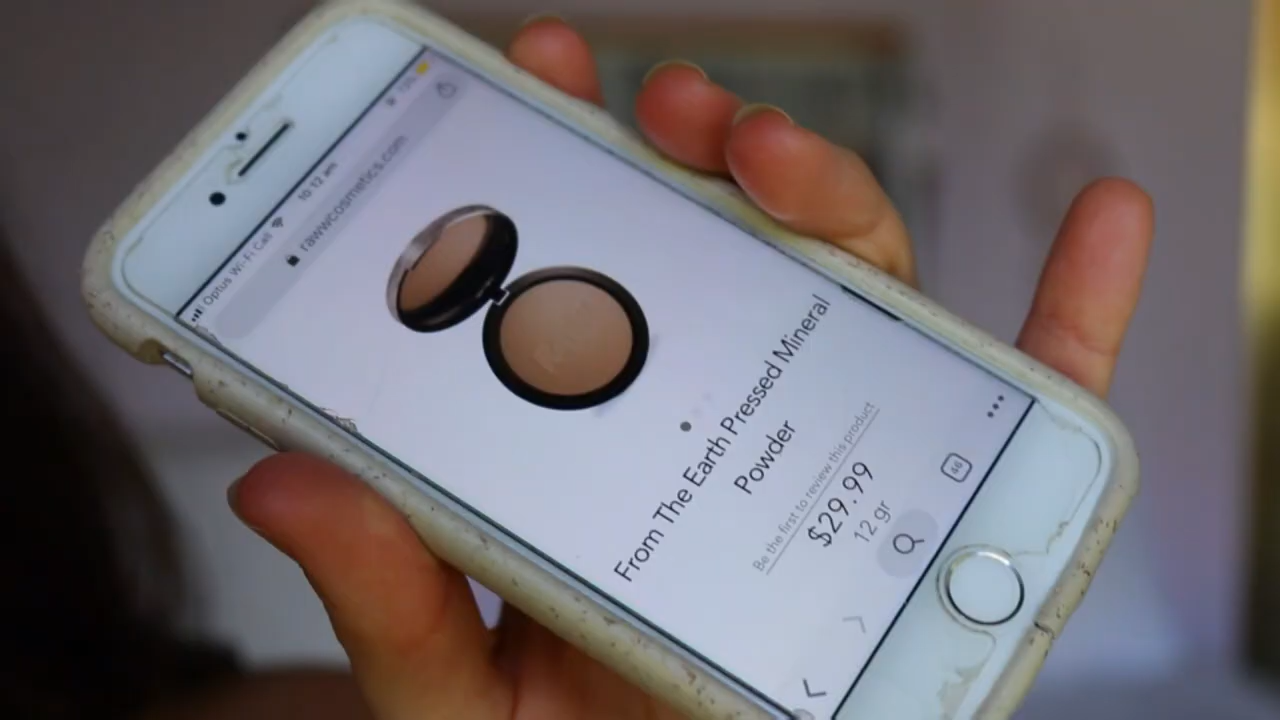 Optus Wi-Fi Call
10:12 am
rawwcosmetics.com
From The Earth Pressed Mineral
Powder
Be the first to review this product
$29.99
12 gr
46